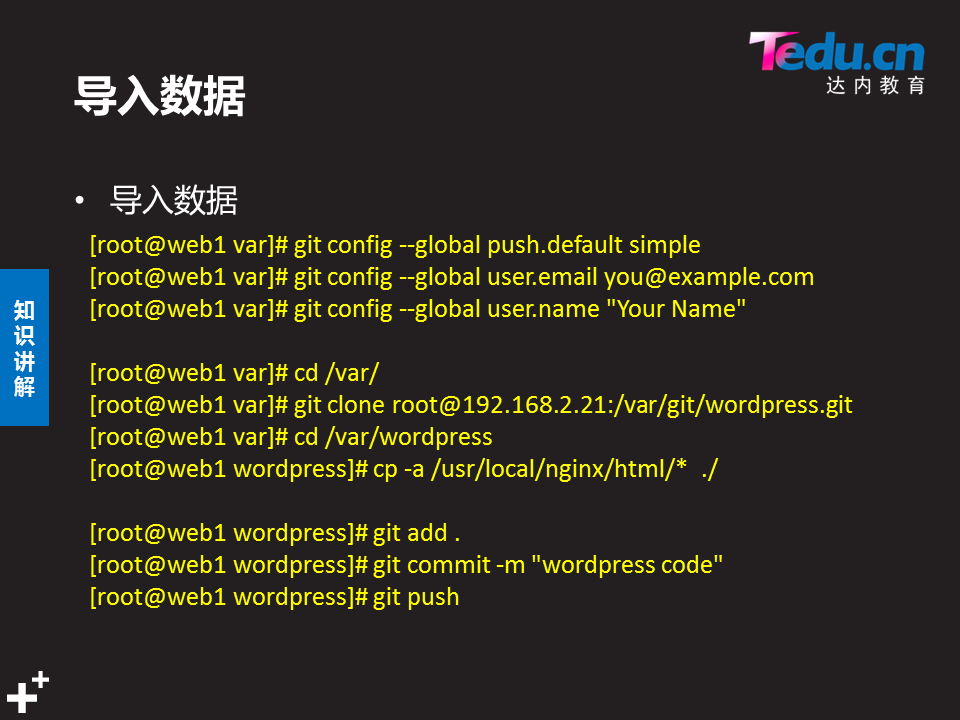 Tedu.cn
达内教育
导入数据
• 导入数据
[root@web1 var]# git config --global push.default simple
[root@web1 var]# git config --global user.email you@example.com
[root@web1 var]# git config --global user.name "Your Name"
[root@web1 var]# cd /var/
[root@web1 var]# git clone root@192.168.2.21:/var/git/wordpress.git
[root@web1 var]# cd /var/wordpress
[root@web1 wordpress]# cp -a /usr/local/nginx/html/*  ./
[root@web1 wordpress]# git add .
[root@web1 wordpress]# git commit -m "wordpress code"
[root@web1 wordpress]# git push
知识讲解